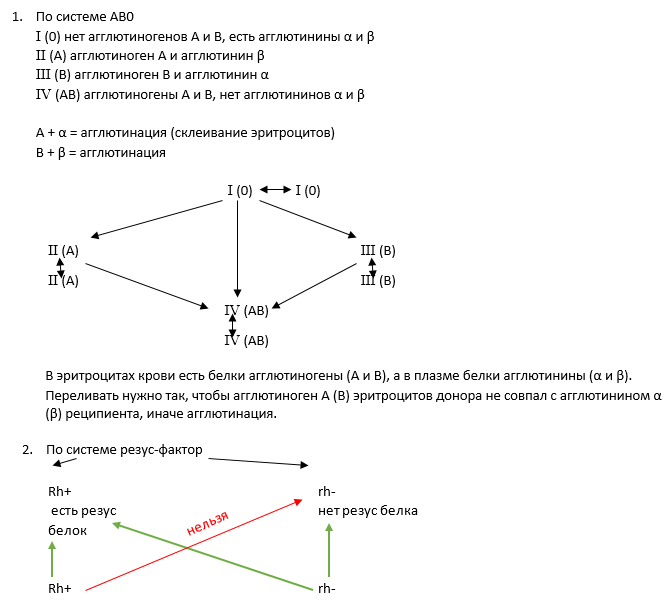 1. По системе АВ0
I (0) нет агглютиногенов А и В, есть агглютинины α и β
II (А) агглютиноген А и агглютинин β
III (В) агглютиноген В и агглютинин α
IV (АВ) агглютиногены А и В, нет агглютининов α и β
А + α = агглютинация (склеивание эритроцитов)
В + β = агглютинация
I (0) I (0)
II (А) III (В)
II (А) III (В)
IV (АВ)
IV (АВ)
В эритроцитах крови есть белки агглютиногены (А и В), а в плазме белки агглютинины (α и β).
Переливать нужно так, чтобы агглютиноген А (В) эритроцитов донора не совпал с агглютинином α
(β) реципиента, иначе агглютинация.
2. По системе резус-фактор
Rh+ rh-
есть резус нет резус белка
белок
нельзя
Rh+ rh-